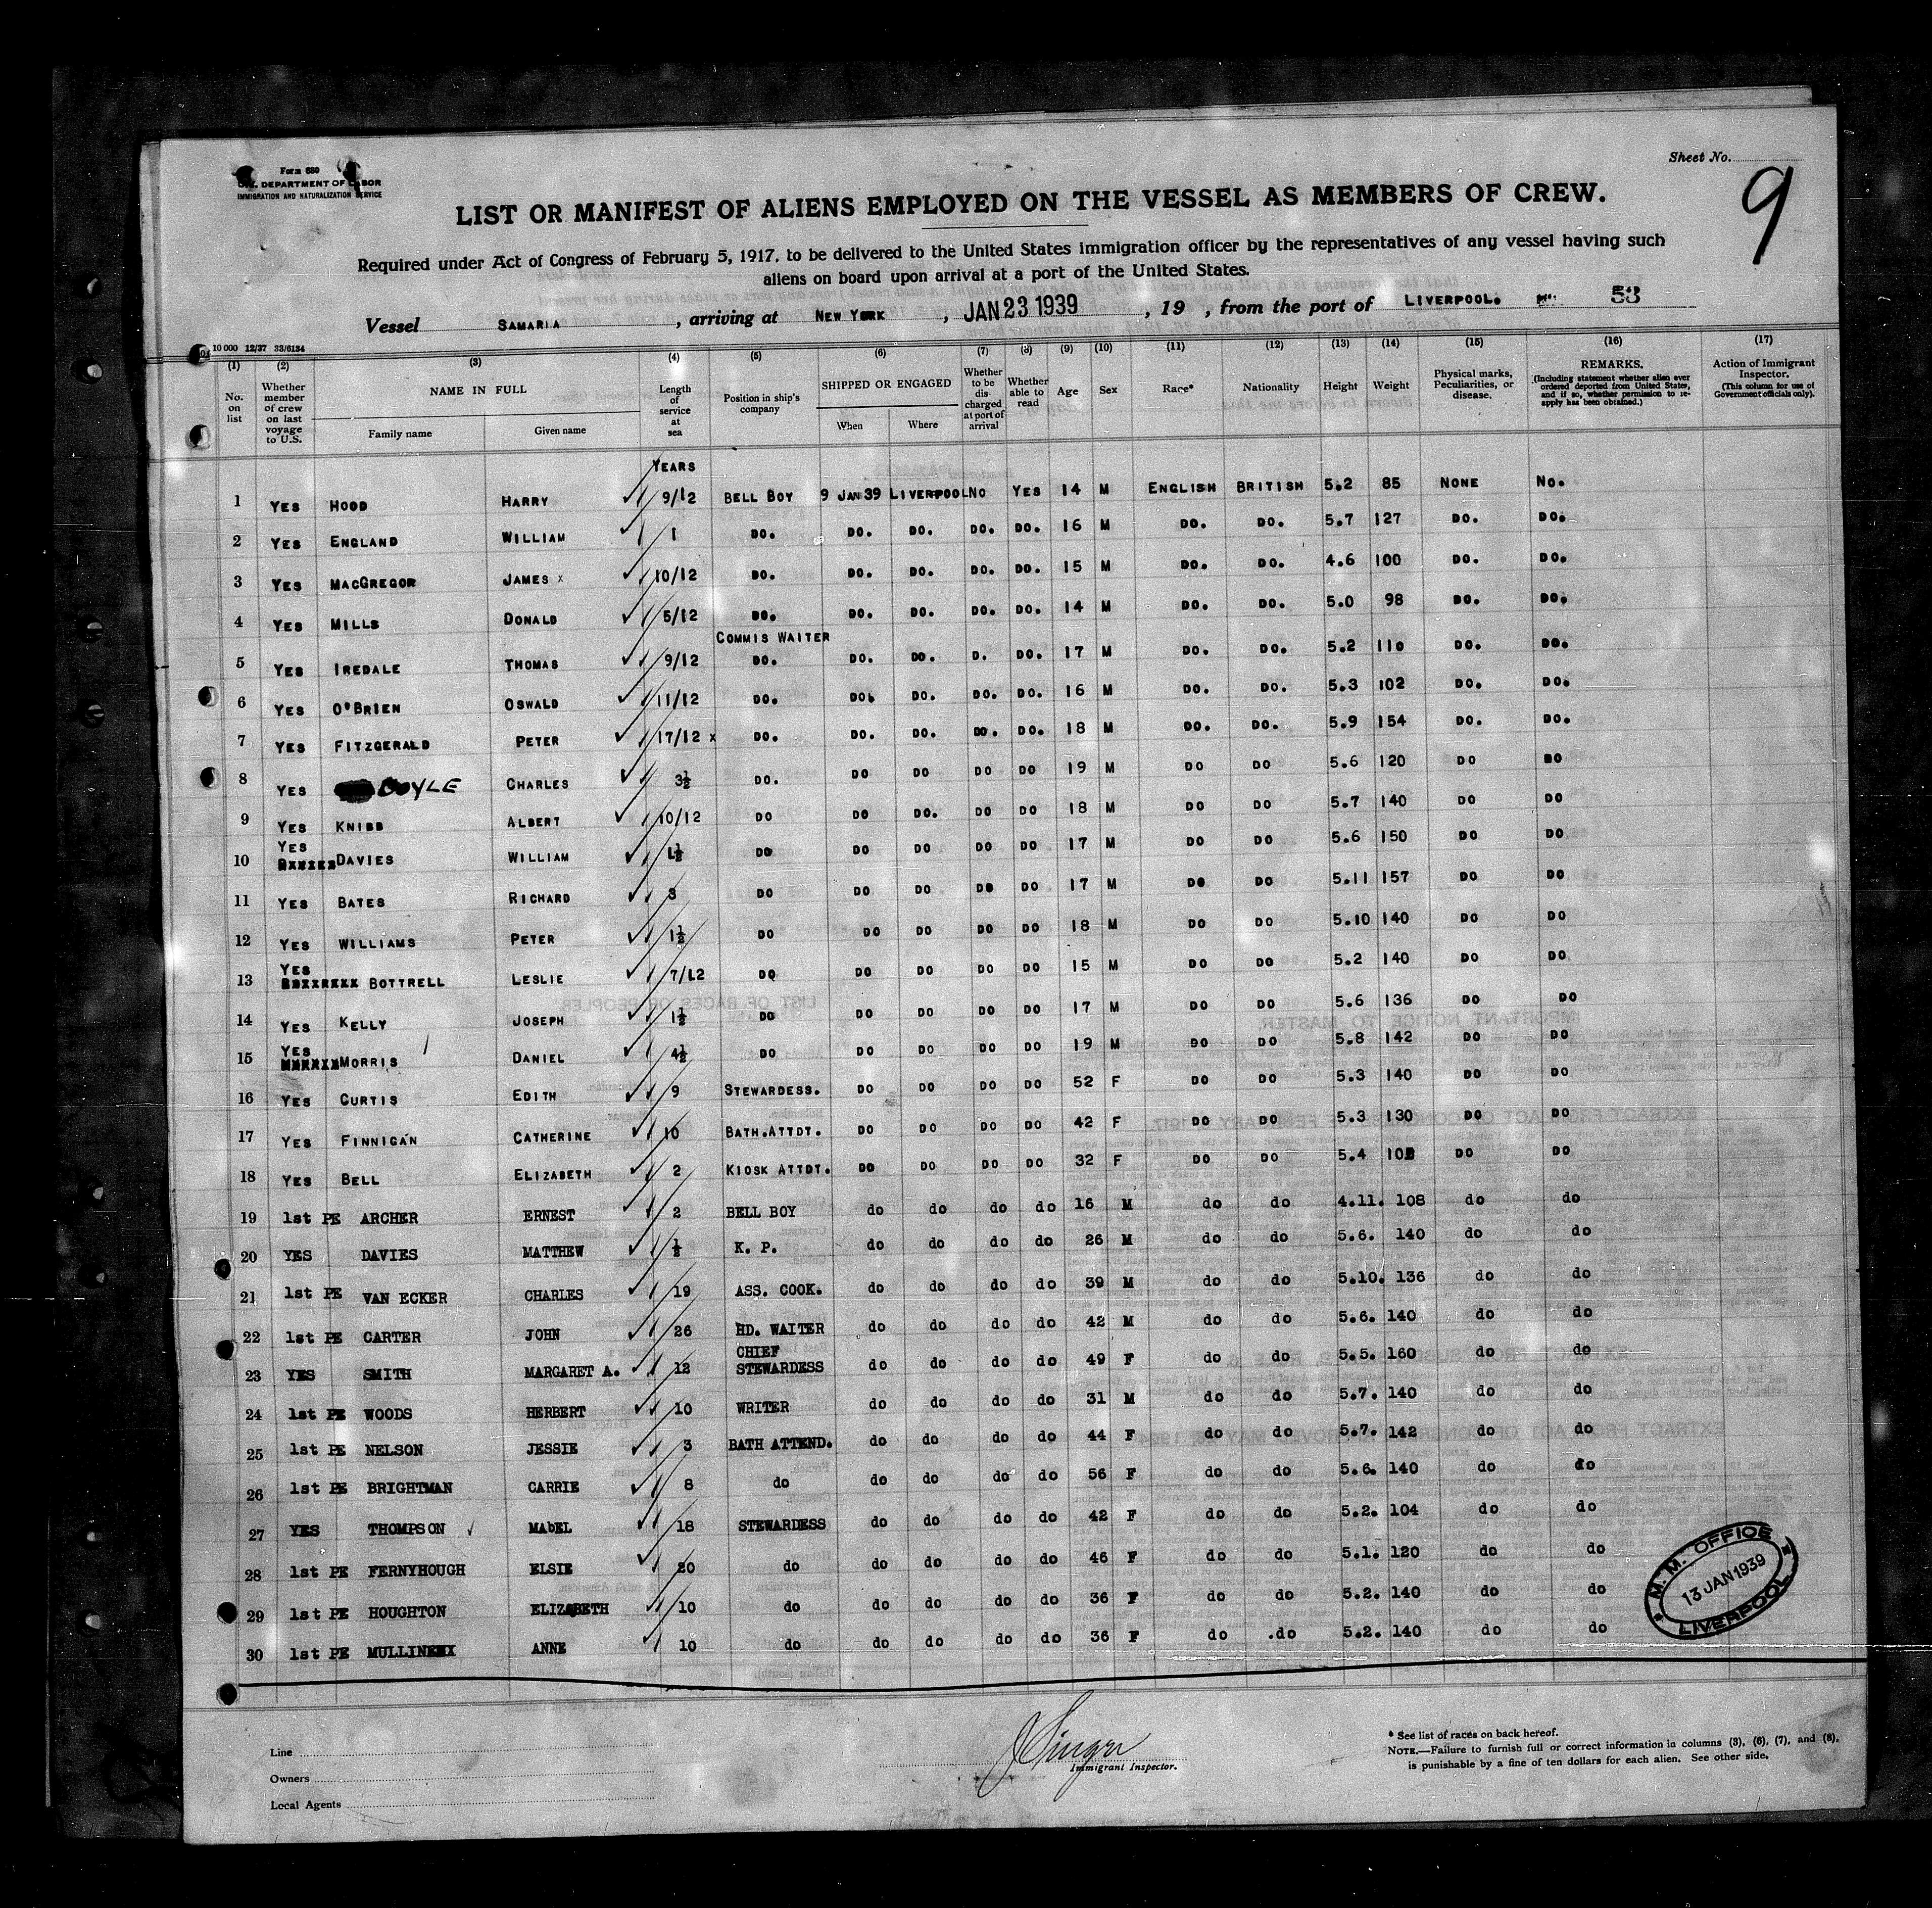 Form 680
U.S. DEPARTMENT OF LABOR
IMMIGRATION AND NATURALIZATION SERVICE
Sheet No.
9
LIST OR MANIFEST OF ALIENS EMPLOYED ON THE VESSEL AS MEMBERS OF CREW.
Required under Act of Congress of February 5, 1917, to be delivered to the United States immigration officer by the representatives of any vessel having such
aliens on board upon arrival at a port of the United States.
Vessel SAMARIA, arriving at NEW YORK, JAN 23 1939, 19 , from the port of LIVERPOOL. 53
10 000 12/37 33/6134
(1) (2) (3) (4) (5) (6) (7) (8) (9) (10) (11) (12) (13) (14) (15) (16) (17)
No. on list | Whether member of crew on last voyage to U.S. | NAME IN FULL Family name Given name | Length of service at sea | Position in ship's company | SHIPPED OR ENGAGED When Where | Whether to be discharged at port of arrival | Whether able to read | Age | Sex | Race* | Nationality | Height | Weight | Physical marks, Peculiarities, or disease. | REMARKS. (Including statement whether alien ever ordered deported from United States, and if so, whether permission to reapply has been obtained.) | Action of Immigrant Inspector. (This column for use of Government officials only).
YEARS
1 YES HOOD HARRY 9/12 BELL BOY 9 JAN 39 LIVERPOOL NO YES 14 M ENGLISH BRITISH 5.2 85 NONE NO.
2 YES ENGLAND WILLIAM 1 DO. DO. DO. DO. DO. 16 M DO. DO. 5.7 127 DO. DO.
3 YES MACGREGOR JAMES x 10/12 DO. DO. DO. DO. DO. 15 M DO. DO. 4.6 100 DO. DO.
4 YES MILLS DONALD 5/12 DO. DO. DO. DO. DO. 14 M DO. DO. 5.0 98 DO. DO.
COMMIS WAITER
5 YES IREDALE THOMAS 9/12 DO. DO. DO. D. DO. 17 M DO. DO. 5.2 110 DO. DO.
6 YES O'BRIEN OSWALD 11/12 DO. DO. DO. DO. DO. 16 M DO. DO. 5.3 102 DO. DO.
7 YES FITZGERALD PETER 17/12 x DO. DO. DO. DO. DO. 18 M DO. DO. 5.9 154 DO. DO.
8 YES DOYLE CHARLES 3½ DO. DO DO DO DO 19 M DO DO 5.6 120 DO DO
9 YES KNIBB ALBERT 10/12 DO DO DO. DO DO 18 M DO DO 5.7 140 DO DO
10 YES DAVIES WILLIAM 1½ DO DO DO DO DO 17 M DO DO 5.6 150 DO DO
11 YES BATES RICHARD 3 DO DO DO DO DO 17 M DO DO 5.11 157 DO DO
12 YES WILLIAMS PETER 1½ DO DO DO DO DO 18 M DO DO 5.10 140 DO DO
13 YES BOTTRELL LESLIE 7/12 DO DO DO DO DO 15 M DO DO 5.2 140 DO DO
14 YES KELLY JOSEPH 1½ DO DO DO DO DO 17 M DO DO 5.6 136 DO DO
15 YES MORRIS DANIEL 4½ DO DO DO DO DO 19 M DO DO 5.8 142 DO DO
16 YES CURTIS EDITH 9 STEWARDESS. DO DO DO DO 52 F DO DO 5.3 140 DO DO
17 YES FINNIGAN CATHERINE 10 BATH.ATTDT. DO DO DO DO 42 F DO DO 5.3 130 DO DO
18 YES BELL ELIZABETH 2 KIOSK ATTDT. DO DO DO DO 32 F DO DO 5.4 DO DO
19 1st PE ARCHER ERNEST 2 BELL BOY do do do do 16 M do do 4.11. 108 do do
20 YES DAVIES MATTHEW ½ K. P. do do do do 26 M do do 5.6. 140 do do
21 1st PE VAN ECKER CHARLES 19 ASS. COOK. do do do do 39 M do do 5.10. 136 do do
22 1st PE CARTER JOHN 26 HD. WAITER do do do do 42 M do do 5.6. 140 do do
23 YES SMITH MARGARET A. 12 CHIEF STEWARDESS do do do do 49 F do do 5.5. 160 do do
24 1st PE WOODS HERBERT 10 WRITER do do do do 31 M do do 5.7. 140 do do
25 1st PE NELSON JESSIE 3 BATH ATTEND. do do do do 44 F do do 5.7. 142 do do
26 1st PE BRIGHTMAN CARRIE 8 do do do do do 56 F do do 5.6. 140 do do
27 YES THOMPSON MAbEL 18 STEWARDESS do do do do 42 F do do 5.2. 104 do do
28 1st PE FERNYHOUGH ELSIE 20 do do do do do 46 F do do 5.1. 120 do do
29 1st PE HOUGHTON ELIZABETH 10 do do do do do 36 F do do 5.2. 140 do do
30 1st PE MULLINEUX ANNE 10 do do do do do 36 F do .do 5.2. 140 do do
M. M. OFFICE
13 JAN 1939
LIVERPOOL
Line
Owners
Local Agents
J Singer
Immigrant Inspector.
* See list of races on back hereof.
NOTE.—Failure to furnish full or correct information in columns (3), (6), (7), and (8),
is punishable by a fine of ten dollars for each alien. See other side.